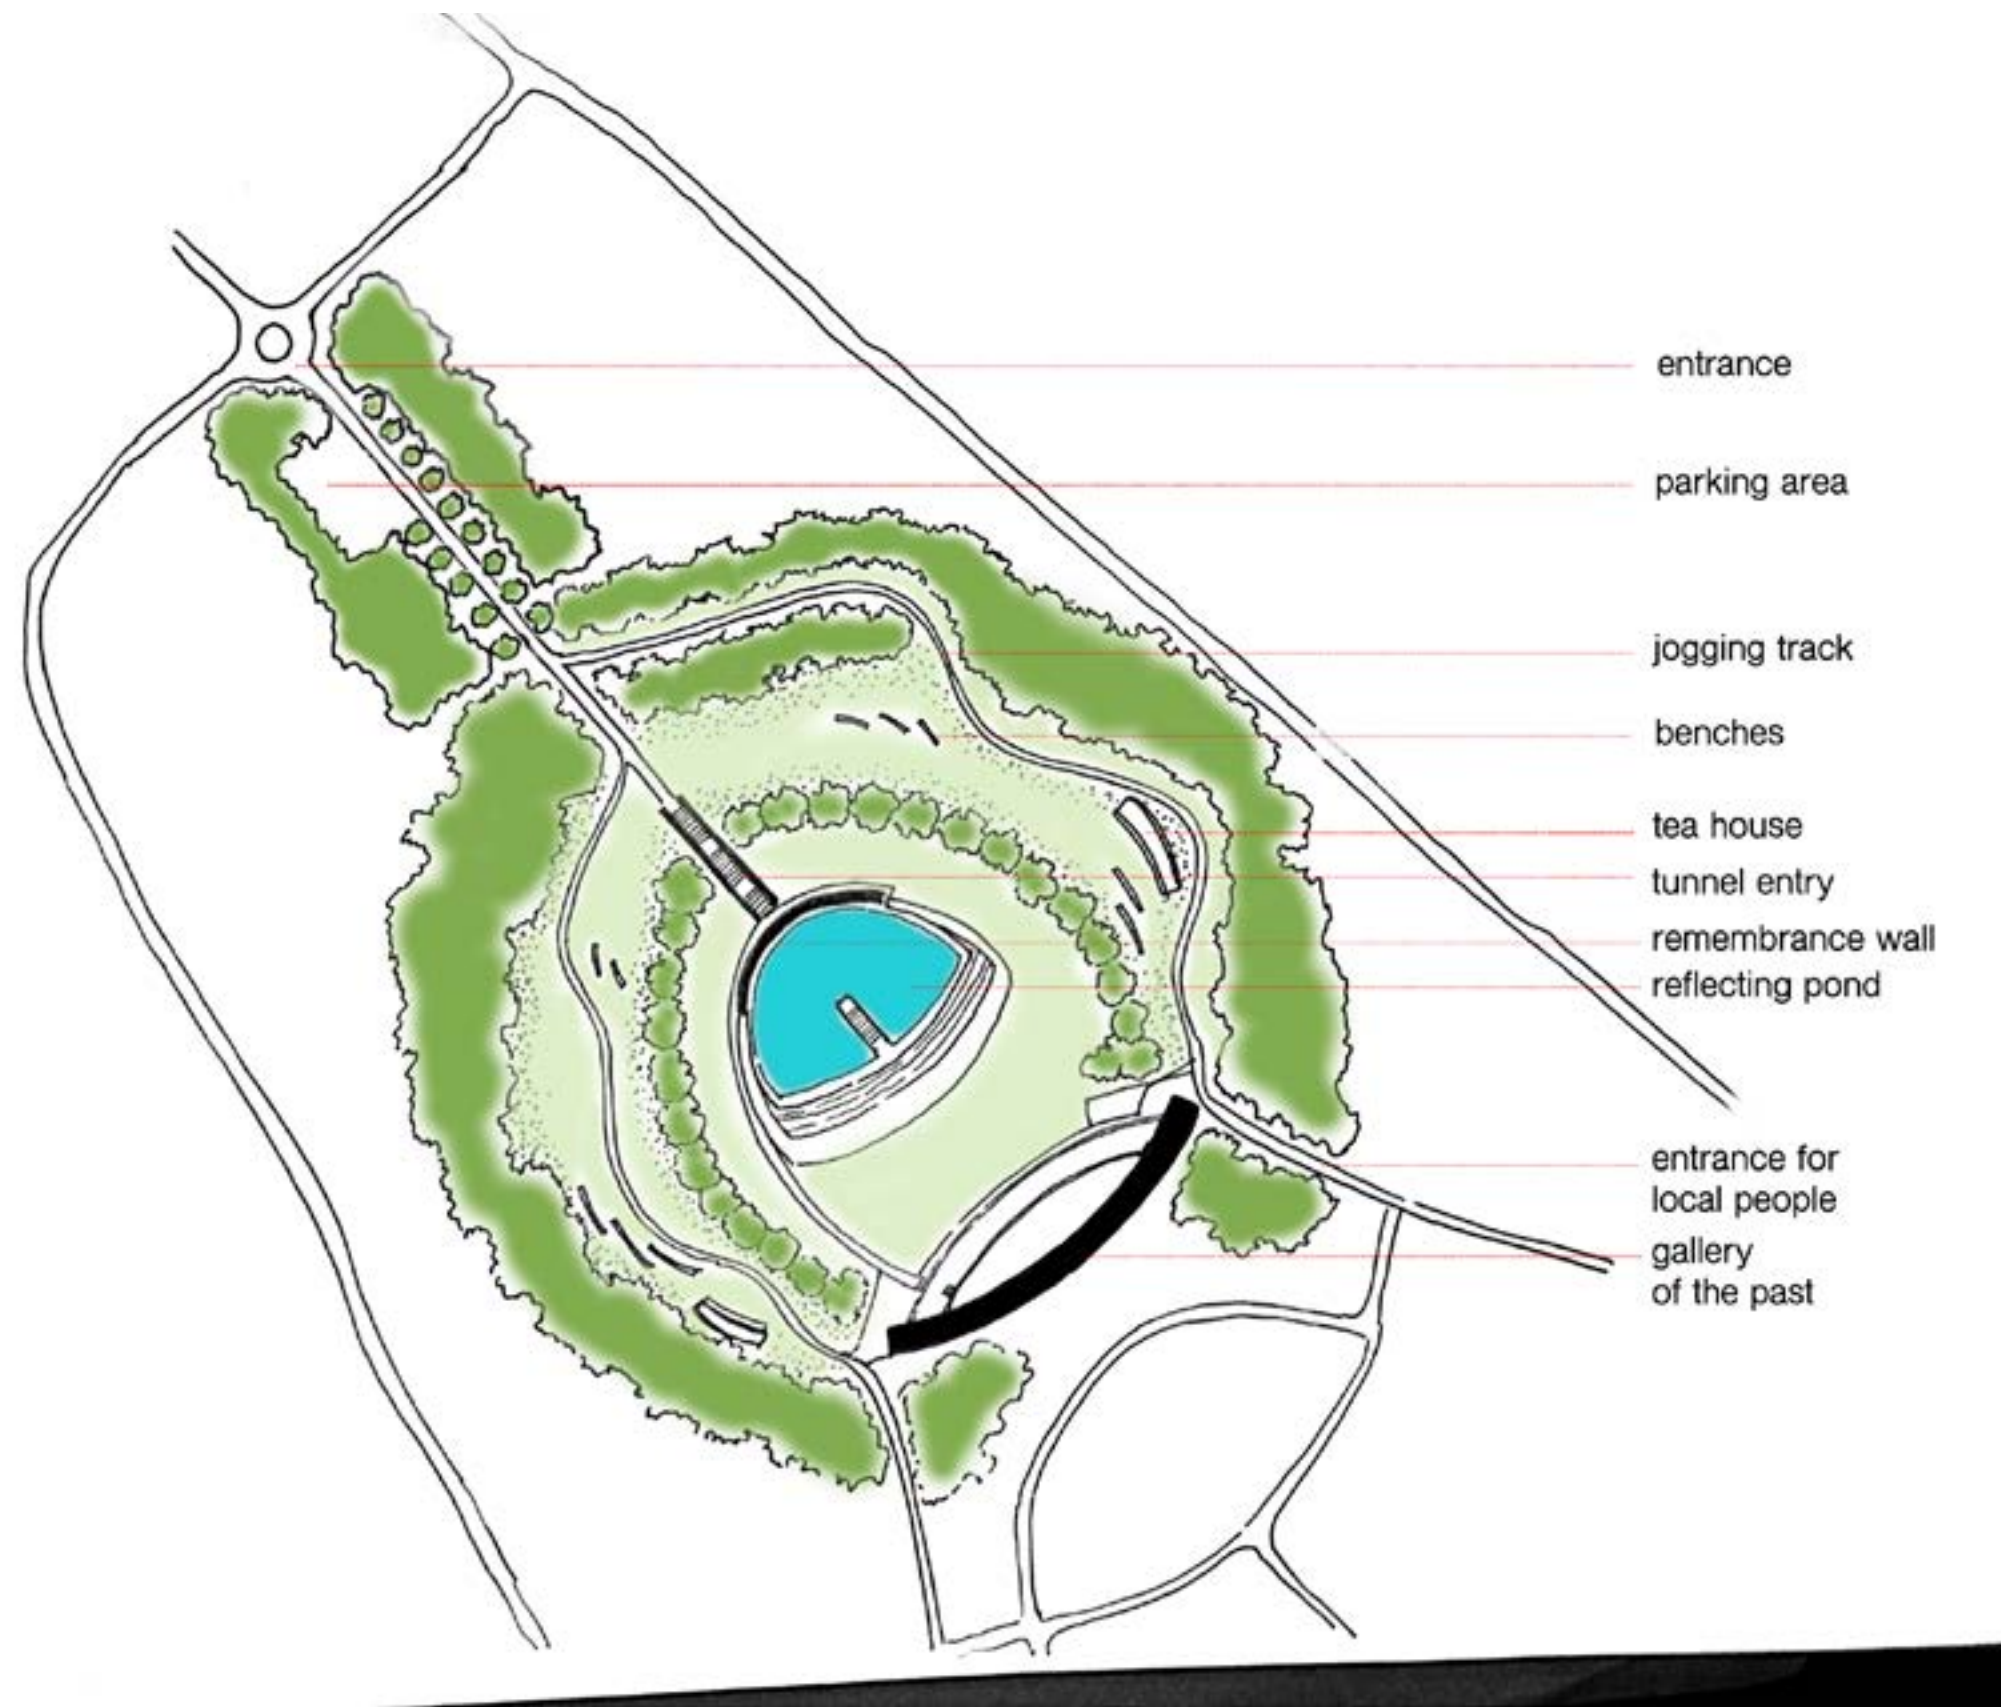 entrance
parking area
jogging track
benches
tea house
tunnel entry
remembrance wall
reflecting pond
entrance for
local people
gallery
of the past